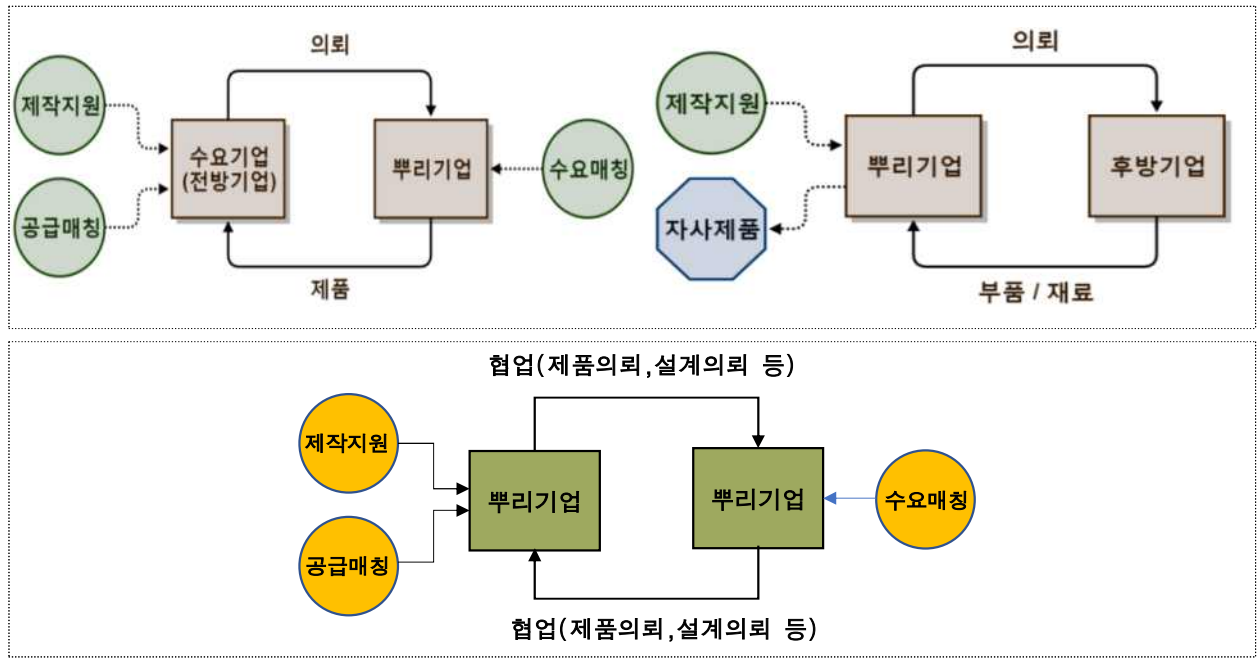 의뢰
제작지원
수요기업
(전방기업)
뿌리기업
수요매칭
공급매칭
제품
의뢰
제작지원
뿌리기업
후방기업
자사제품
부품 / 재료
협업(제품의뢰,설계의뢰 등)
제작지원
뿌리기업
뿌리기업
수요매칭
공급매칭
협업(제품의뢰,설계의뢰 등)